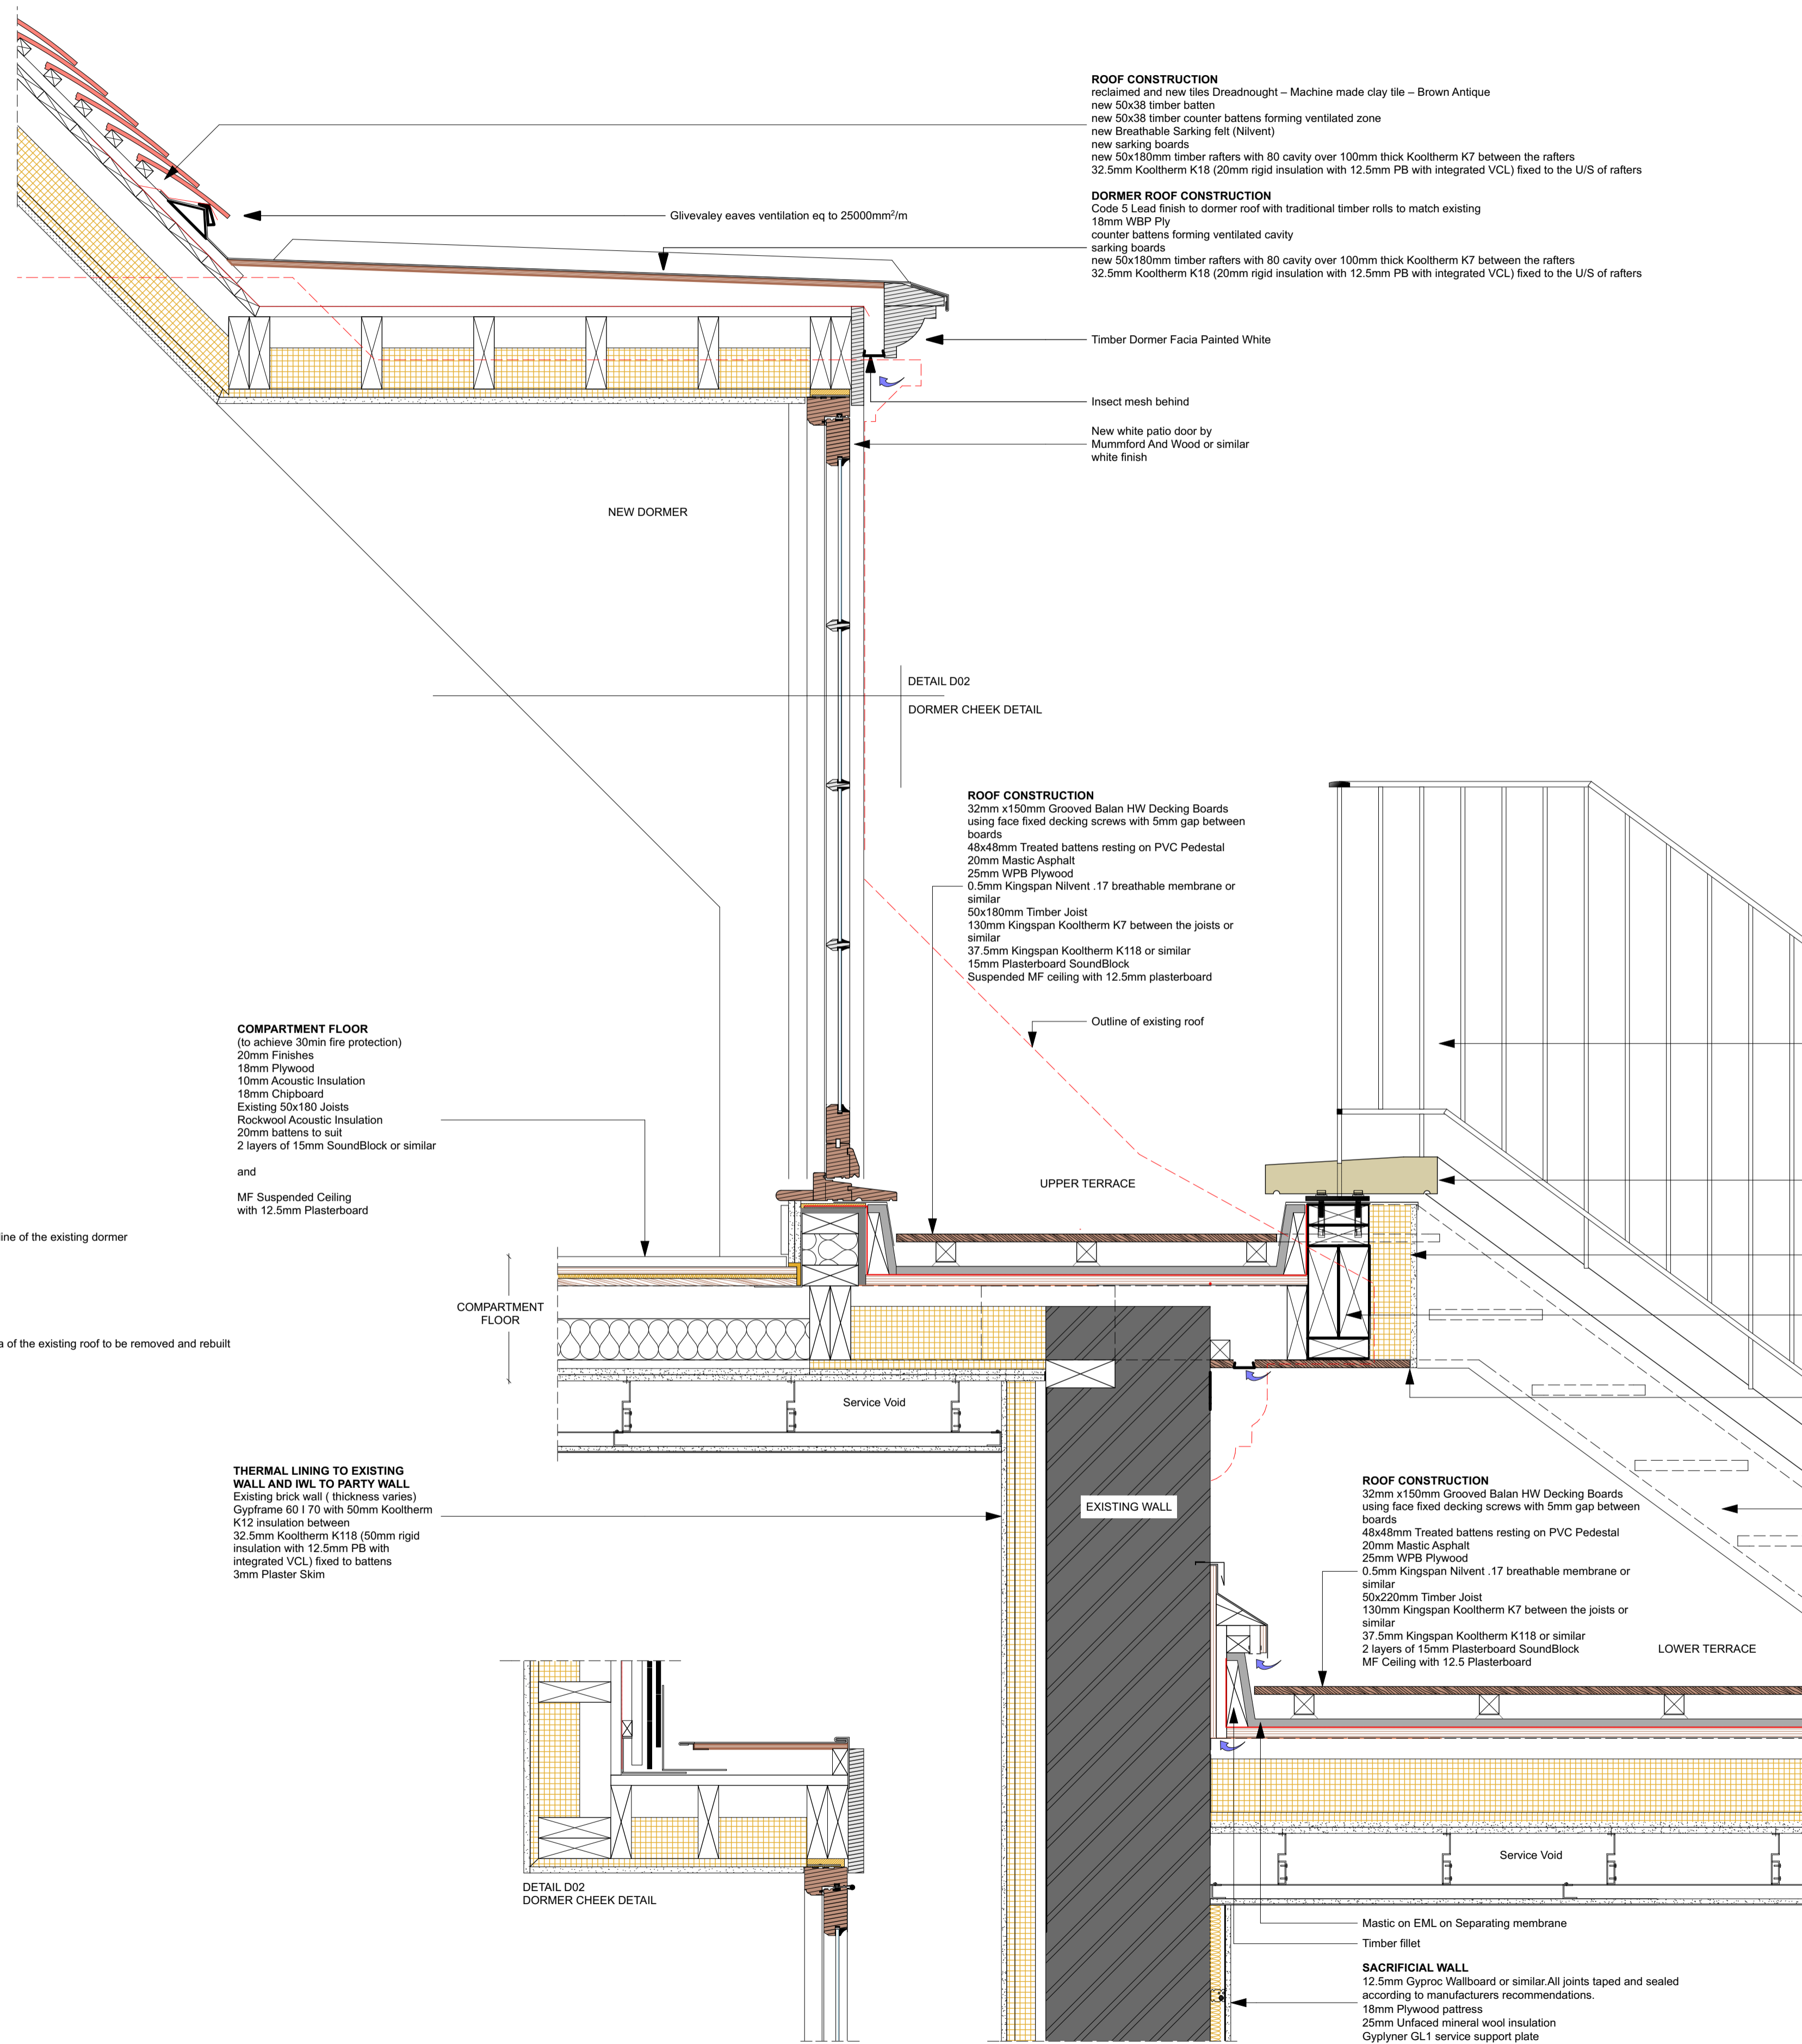 ROOF CONSTRUCTION
reclaimed and new tiles Dreadnought – Machine made clay tile – Brown Antique
new 50x38 timber batten
new 50x38 timber counter battens forming ventilated zone
new Breathable Sarking felt (Nilvent)
new sarking boards
new 50x180mm timber rafters with 80 cavity over 100mm thick Kooltherm K7 between the rafters
32.5mm Kooltherm K18 (20mm rigid insulation with 12.5mm PB with integrated VCL) fixed to the U/S of rafters
DORMER ROOF CONSTRUCTION
Code 5 Lead finish to dormer roof with traditional timber rolls to match existing
18mm WBP Ply
counter battens forming ventilated cavity
sarking boards
new 50x180mm timber rafters with 80 cavity over 100mm thick Kooltherm K7 between the rafters
32.5mm Kooltherm K18 (20mm rigid insulation with 12.5mm PB with integrated VCL) fixed to the U/S of rafters
Glivevaley eaves ventilation eq to 25000mm²/m
Timber Dormer Facia Painted White
Insect mesh behind
New white patio door by
Mummford And Wood or similar
white finish
NEW DORMER
DETAIL D02
DORMER CHEEK DETAIL
ROOF CONSTRUCTION
32mm x150mm Grooved Balan HW Decking Boards
using face fixed decking screws with 5mm gap between
boards
48x48mm Treated battens resting on PVC Pedestal
20mm Mastic Asphalt
25mm WPB Plywood
0.5mm Kingspan Nilvent .17 breathable membrane or
similar
50x180mm Timber Joist
130mm Kingspan Kooltherm K7 between the joists or
similar
37.5mm Kingspan Kooltherm K118 or similar
15mm Plasterboard SoundBlock
Suspended MF ceiling with 12.5mm plasterboard
Outline of existing roof
COMPARTMENT FLOOR
(to achieve 30min fire protection)
20mm Finishes
18mm Plywood
10mm Acoustic Insulation
18mm Chipboard
Existing 50x180 Joists
Rockwool Acoustic Insulation
20mm battens to suit
2 layers of 15mm SoundBlock or similar
and
MF Suspended Ceiling
with 12.5mm Plasterboard
UPPER TERRACE
ine of the existing dormer
COMPARTMENT
FLOOR
a of the existing roof to be removed and rebuilt
Service Void
THERMAL LINING TO EXISTING
WALL AND IWL TO PARTY WALL
Existing brick wall ( thickness varies)
Gypframe 60 I 70 with 50mm Kooltherm
K12 insulation between
32.5mm Kooltherm K118 (50mm rigid
insulation with 12.5mm PB with
integrated VCL) fixed to battens
3mm Plaster Skim
EXISTING WALL
ROOF CONSTRUCTION
32mm x150mm Grooved Balan HW Decking Boards
using face fixed decking screws with 5mm gap between
boards
48x48mm Treated battens resting on PVC Pedestal
20mm Mastic Asphalt
25mm WPB Plywood
0.5mm Kingspan Nilvent .17 breathable membrane or
similar
50x220mm Timber Joist
130mm Kingspan Kooltherm K7 between the joists or
similar
37.5mm Kingspan Kooltherm K118 or similar
2 layers of 15mm Plasterboard SoundBlock
MF Ceiling with 12.5 Plasterboard
LOWER TERRACE
Service Void
DETAIL D02
DORMER CHEEK DETAIL
Mastic on EML on Separating membrane
Timber fillet
SACRIFICIAL WALL
12.5mm Gyproc Wallboard or similar.All joints taped and sealed
according to manufacturers recommendations.
18mm Plywood pattress
25mm Unfaced mineral wool insulation
Gyplyner GL1 service support plate